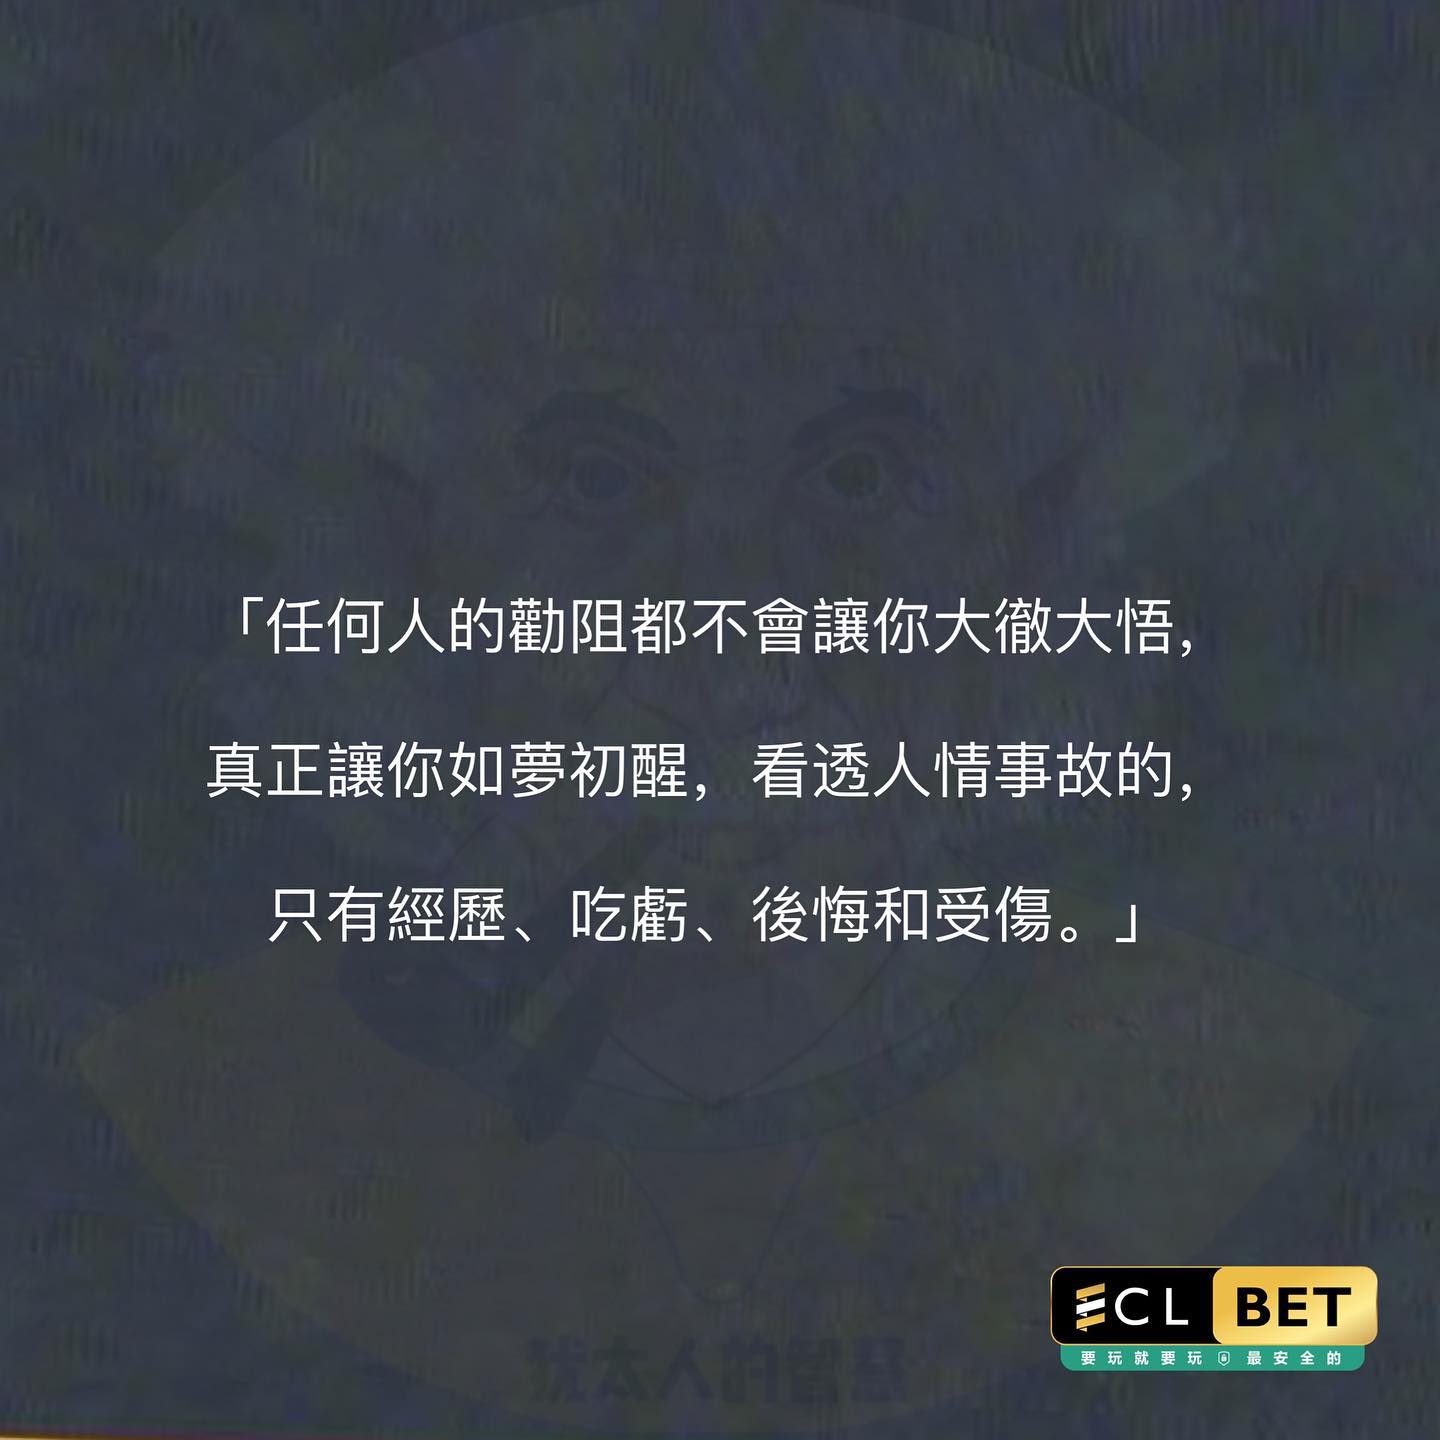 「任何人的勸阻都不會讓你大徹大悟，
真正讓你如夢初醒，看透人情事故的，
只有經歷、吃虧、後悔和受傷。」
ECL BET
要玩就要玩最安全的